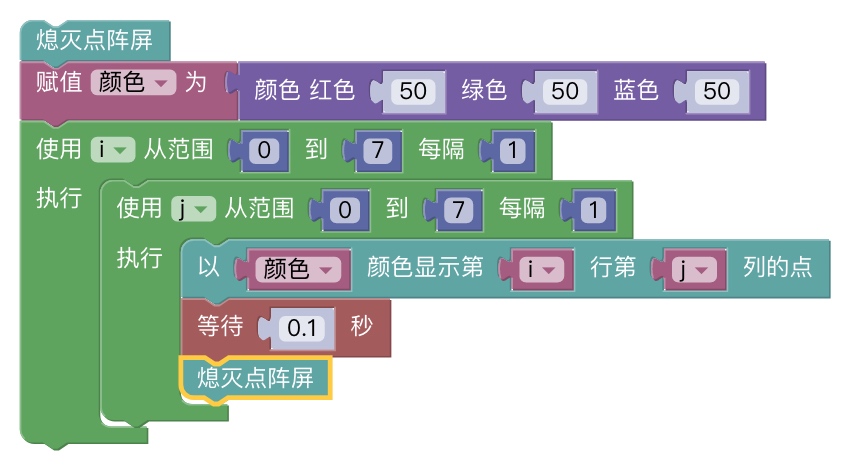 熄灭点阵屏
赋值 颜色 为 颜色 红色 50 绿色 50 蓝色 50
使用 i 从范围 0 到 7 每隔 1
执行
使用 j 从范围 0 到 7 每隔 1
执行
以 颜色 颜色显示第 i 行第 j 列的点
等待 0.1 秒
熄灭点阵屏